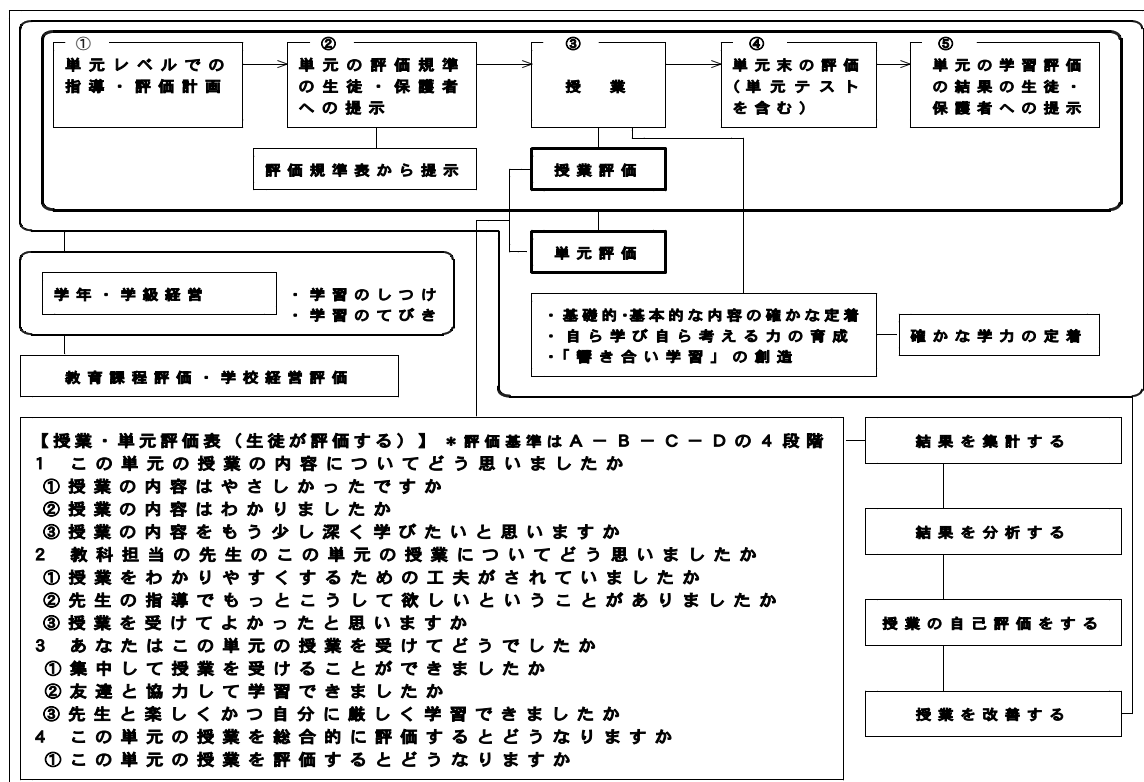 ①
単元レベルでの
指導・評価計画
②
単元の評価規準
の生徒・保護者
への提示
③
授業
④
単元末の評価
(単元テスト
を含む)
⑤
単元の学習評価
の結果の生徒・
保護者への提示
評価規準表から提示
授業評価
単元評価
学年・学級経営
・学習のしつけ
・学習のてびき
・基礎的・基本的な内容の確かな定着
・自ら学び自ら考える力の育成
・「響き合い学習」の創造
確かな学力の定着
教育課程評価・学校経営評価
【授業・単元評価表(生徒が評価する)】 *評価基準はA-B-C-Dの4段階
1 この単元の授業の内容についてどう思いましたか
①授業の内容はやさしかったですか
②授業の内容はわかりましたか
③授業の内容をもう少し深く学びたいと思いますか
2 教科担当の先生のこの単元の授業についてどう思いましたか
①授業をわかりやすくするための工夫がされていましたか
②先生の指導でもっとこうして欲しいということがありましたか
③授業を受けてよかったと思いますか
3 あなたはこの単元の授業を受けてどうでしたか
①集中して授業を受けることができましたか
②友達と協力して学習できましたか
③先生と楽しくかつ自分に厳しく学習できましたか
4 この単元の授業を総合的に評価するとどうなりますか
①この単元の授業を評価するとどうなりますか
結果を集計する
結果を分析する
授業の自己評価をする
授業を改善する